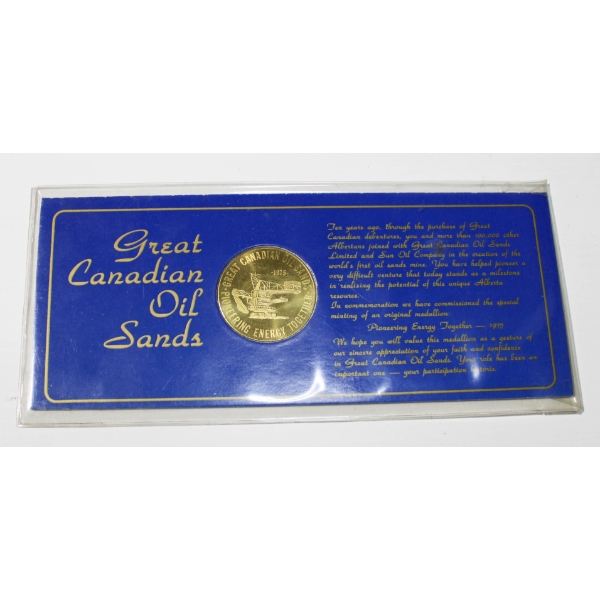 Great
Canadian
Oil
Sands
GREAT CANADIAN OIL SANDS
1975
PIONEERING ENERGY TOGETHER
Ten years ago, through the purchase of Great
Canadian debentures, you and more than 100,000 other
Albertans joined with Great Canadian Oil Sands
Limited and Sun Oil Company in the creation of the
world's first oil sands mine. You have helped pioneer a
very difficult venture that today stands as a milestone
in realizing the potential of this unique Alberta
resource.
In commemoration we have commissioned the special
minting of an original medallion:
Pioneering Energy Together — 1975
We hope you will value this medallion as a gesture of
our sincere appreciation of your faith and confidence
in Great Canadian Oil Sands. Your role has been an
important one — your participation historic.